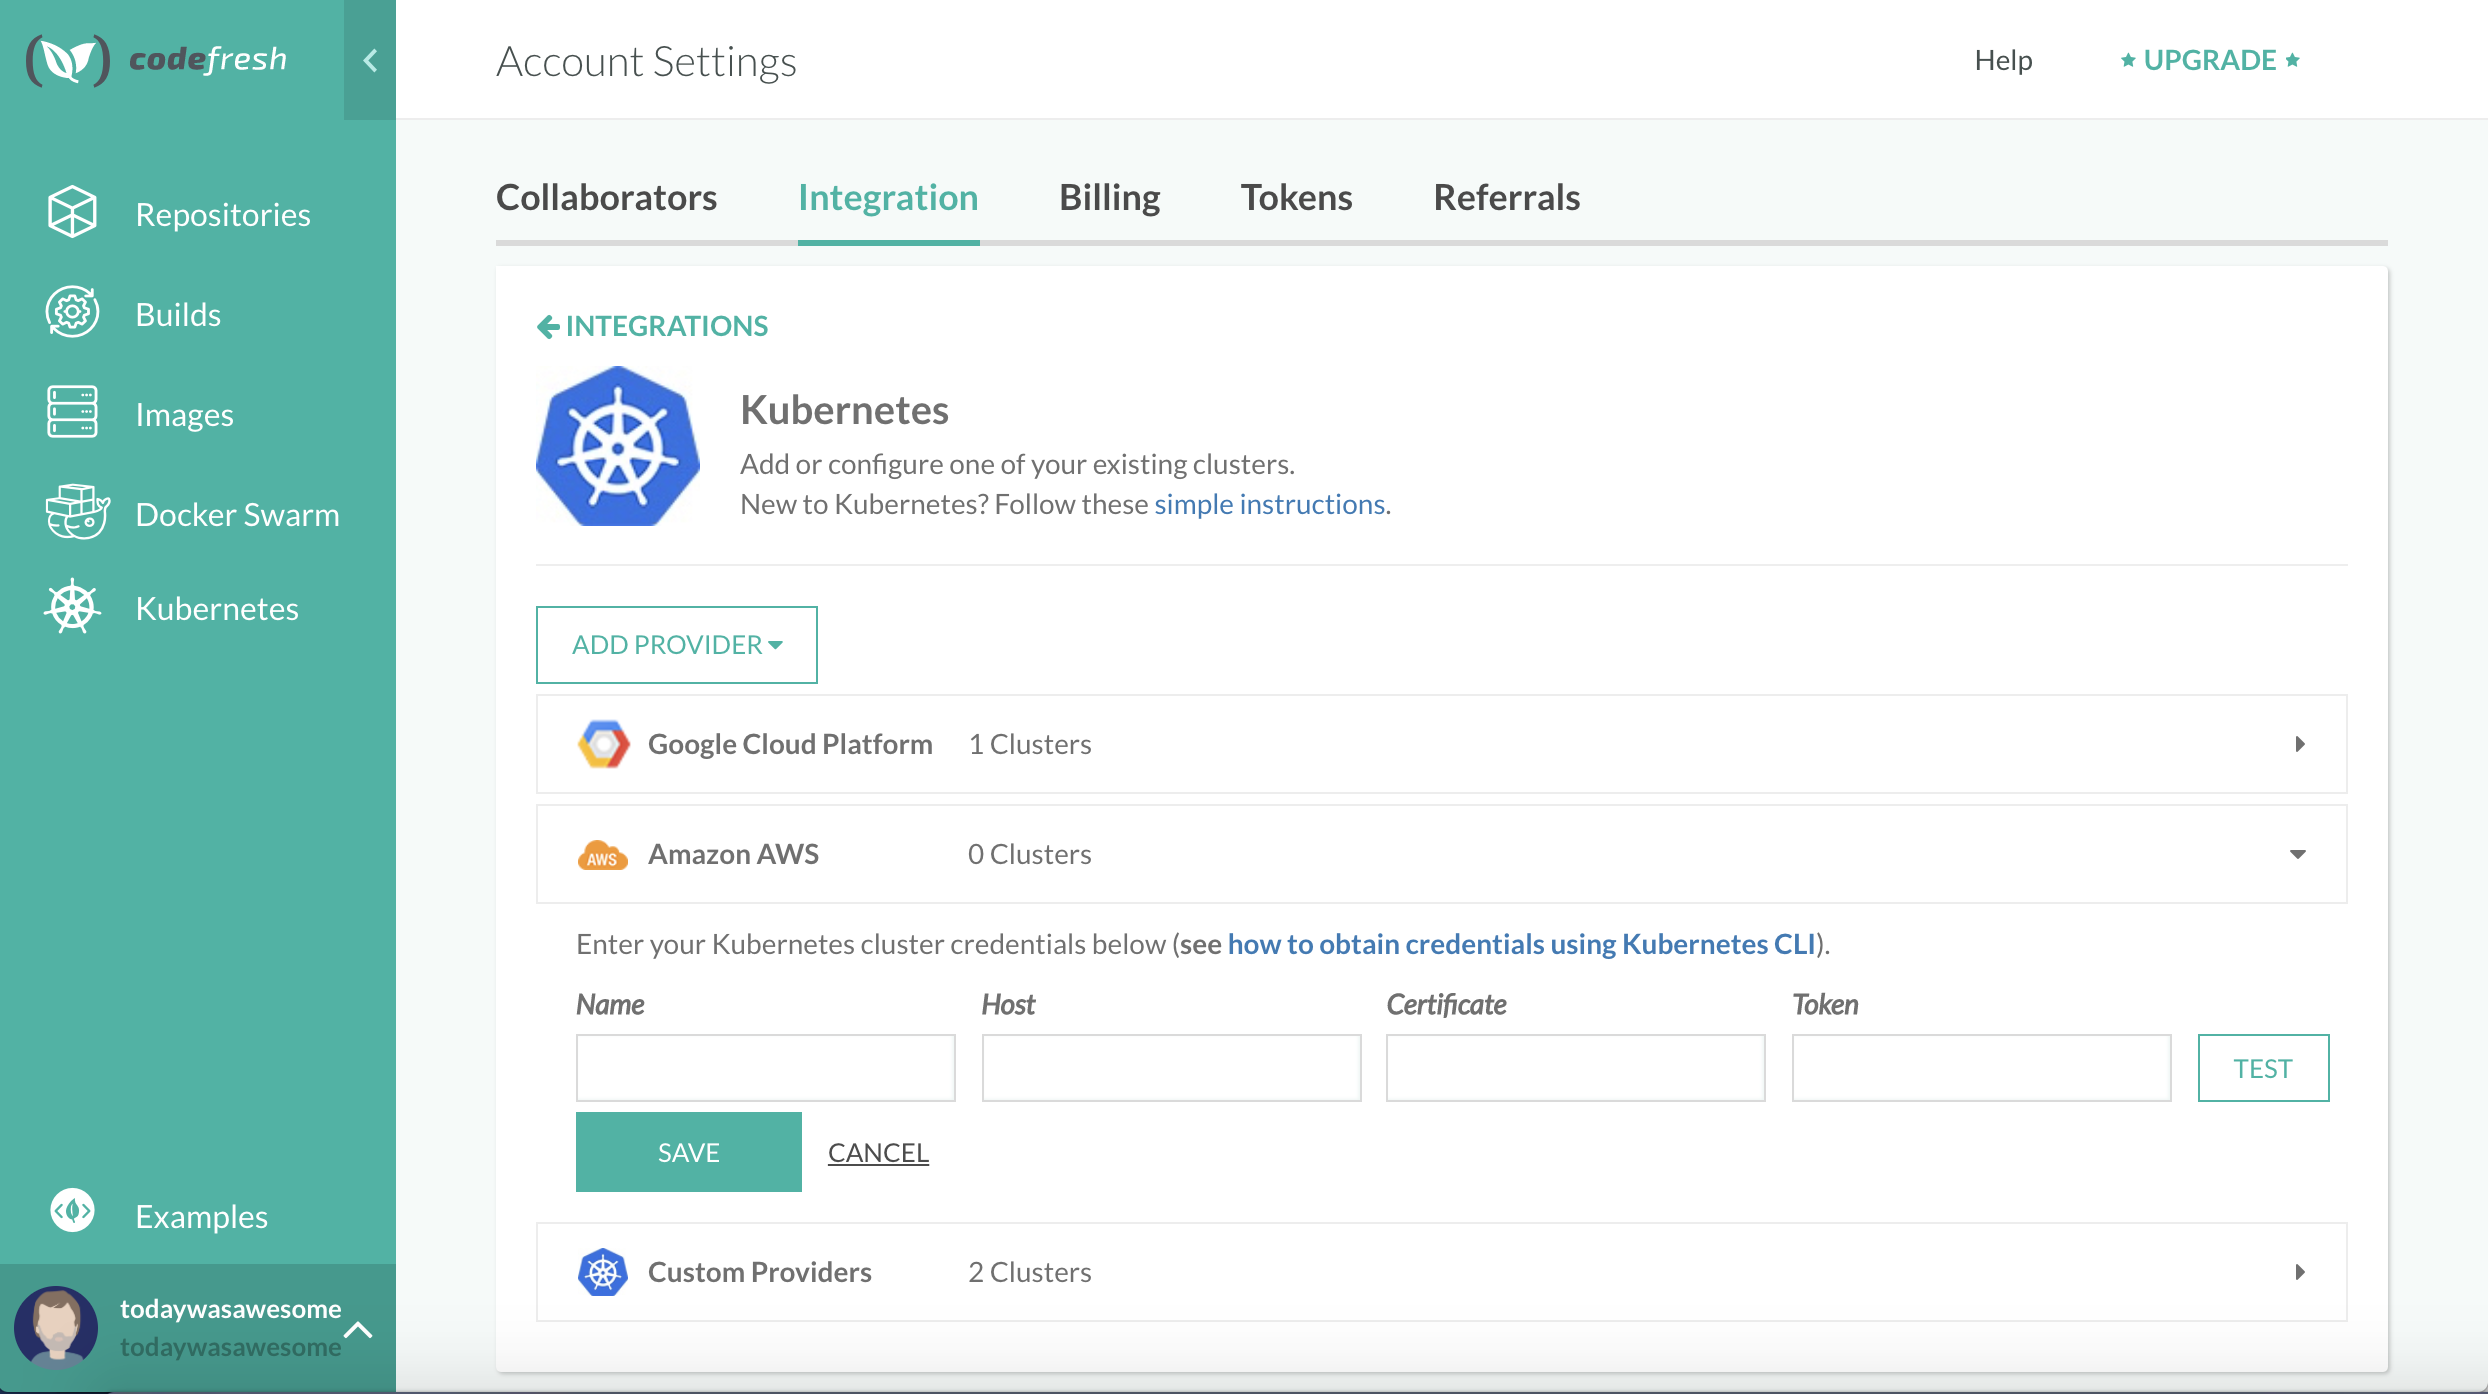 codefresh
Account Settings
Help
UPGRADE
Repositories
Builds
Images
Docker Swarm
Kubernetes
Examples
todaywasawesome
todaywasawesome
Collaborators
Integration
Billing
Tokens
Referrals
INTEGRATIONS
Kubernetes
Add or configure one of your existing clusters.
New to Kubernetes? Follow these simple instructions.
ADD PROVIDER
Google Cloud Platform 1 Clusters
AWS
Amazon AWS 0 Clusters
Enter your Kubernetes cluster credentials below (see how to obtain credentials using Kubernetes CLI).
Name
Host
Certificate
Token
TEST
SAVE
CANCEL
Custom Providers 2 Clusters